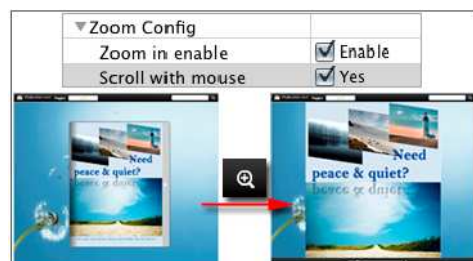 Zoom Config
Zoom in enable Enable
Scroll with mouse Yes
Need
peace & quiet?
Need
peace & quiet?